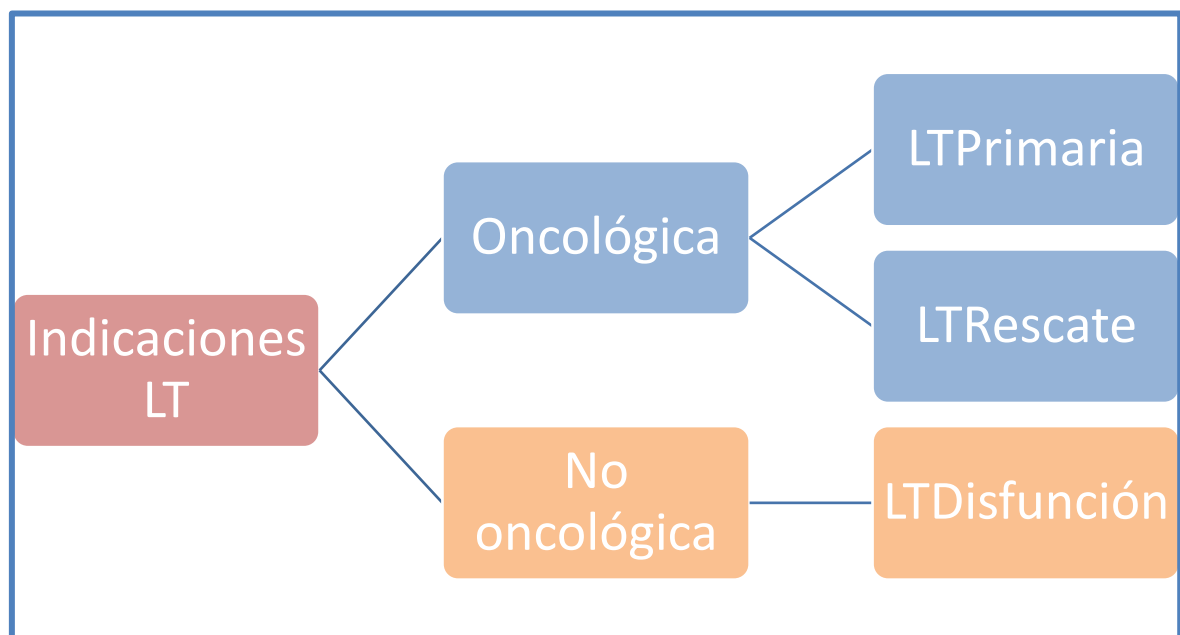 Indicaciones
LT
Oncológica
No
oncológica
LTPrimaria
LTRescate
LTDisfunción